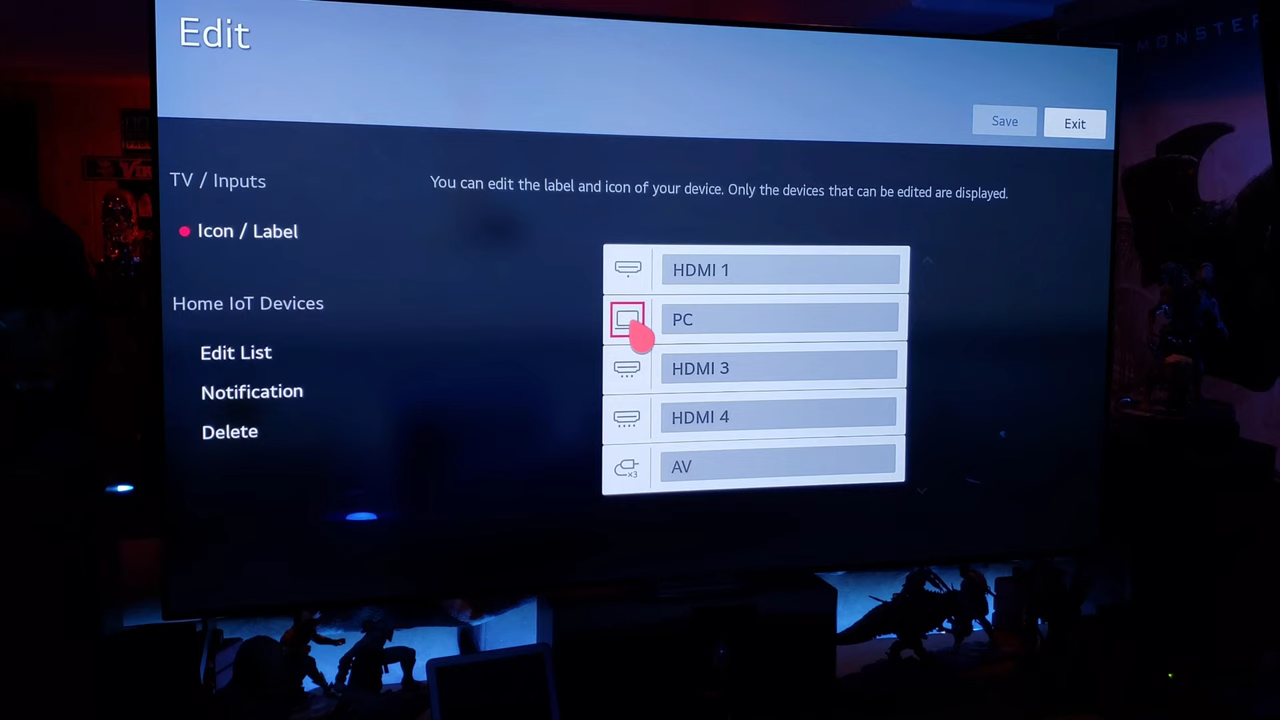 Edit
MONSTER
Save
Exit
TV / Inputs
You can edit the label and icon of your device. Only the devices that can be edited are displayed.
Icon / Label
HDMI 1
Home IoT Devices
PC
Edit List
HDMI 3
Notification
HDMI 4
Delete
AV
x3